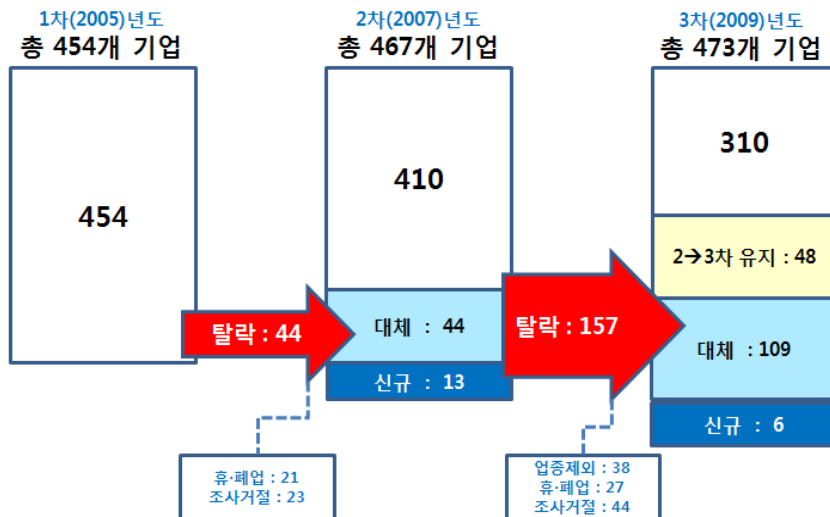 1차(2005)년도
총 454개 기업
454
탈락 : 44
휴·폐업 : 21
조사거절 : 23
2차(2007)년도
총 467개 기업
410
대체 : 44
신규 : 13
탈락 : 157
업종제외 : 38
휴·폐업 : 27
조사거절 : 44
3차(2009)년도
총 473개 기업
310
2→3차 유지 : 48
대체 : 109
신규 : 6